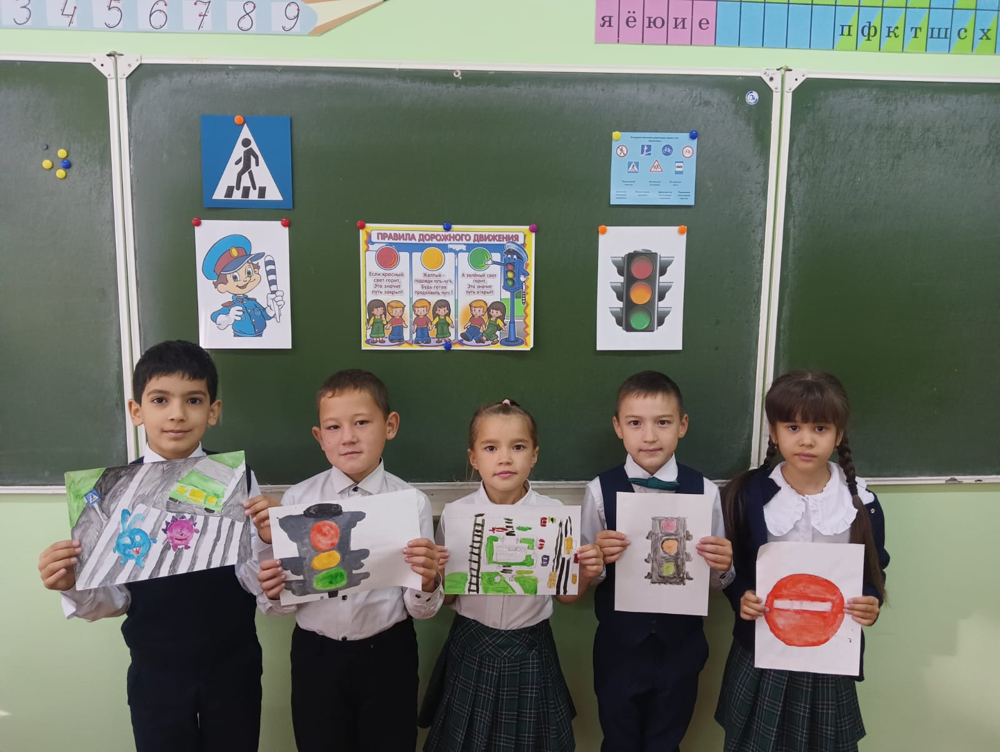 3 4 5 6 7 8 9
я ё ю и е
п ф к т ш с х
ПРАВИЛА ДОРОЖНОГО ДВИЖЕНИЯ
Если красный
свет горит,
Это значит
путь закрыт!
Желтый -
подожди чуть-чуть,
Будь готов
продолжить путь!
А зелёный свет
горит,
Это значит
путь открыт!